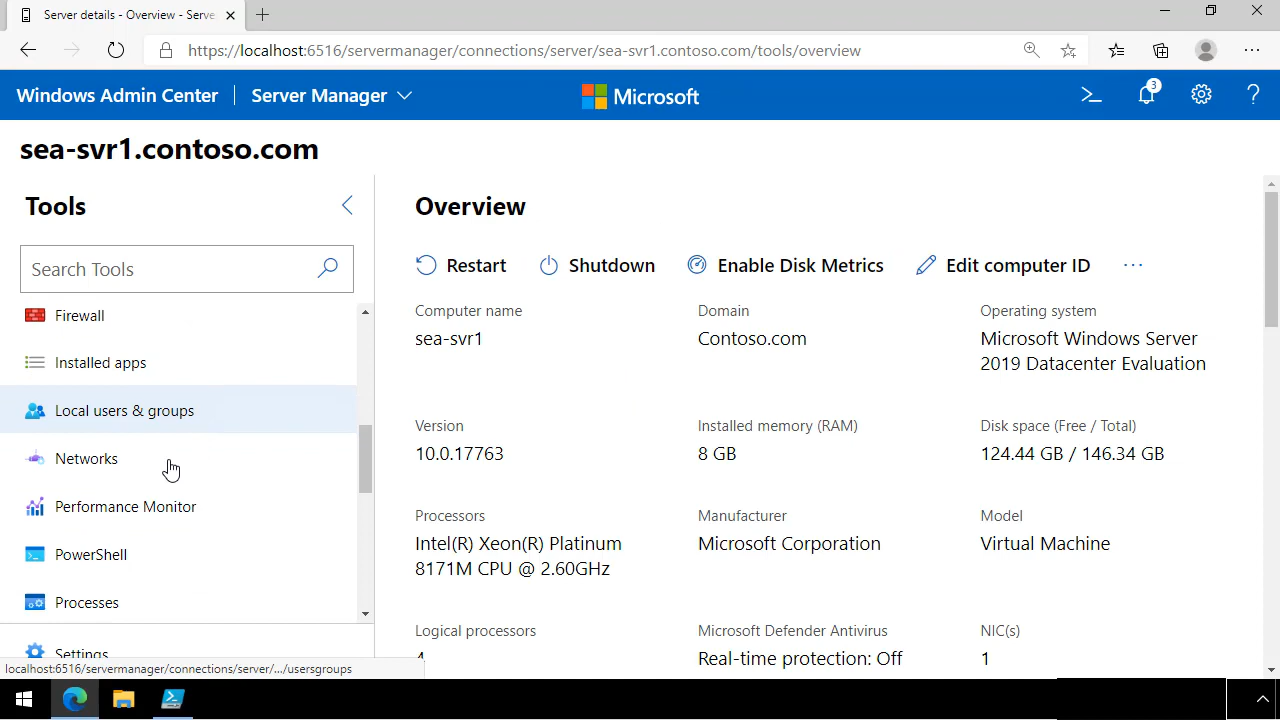 Server details - Overview - Serve
https://localhost:6516/servermanager/connections/server/sea-svr1.contoso.com/tools/overview
Windows Admin Center
Server Manager
Microsoft
3
?
sea-svr1.contoso.com
Tools
Search Tools
Firewall
Installed apps
Local users & groups
Networks
Performance Monitor
PowerShell
Processes
Settings
localhost:6516/servermanager/connections/server/.../usersgroups
Overview
Restart
Shutdown
Enable Disk Metrics
Edit computer ID
Computer name
sea-svr1
Domain
Contoso.com
Operating system
Microsoft Windows Server
2019 Datacenter Evaluation
Version
10.0.17763
Installed memory (RAM)
8 GB
Disk space (Free / Total)
124.44 GB / 146.34 GB
Processors
Intel(R) Xeon(R) Platinum
8171M CPU @ 2.60GHz
Manufacturer
Microsoft Corporation
Model
Virtual Machine
Logical processors
4
Microsoft Defender Antivirus
Real-time protection: Off
NIC(s)
1